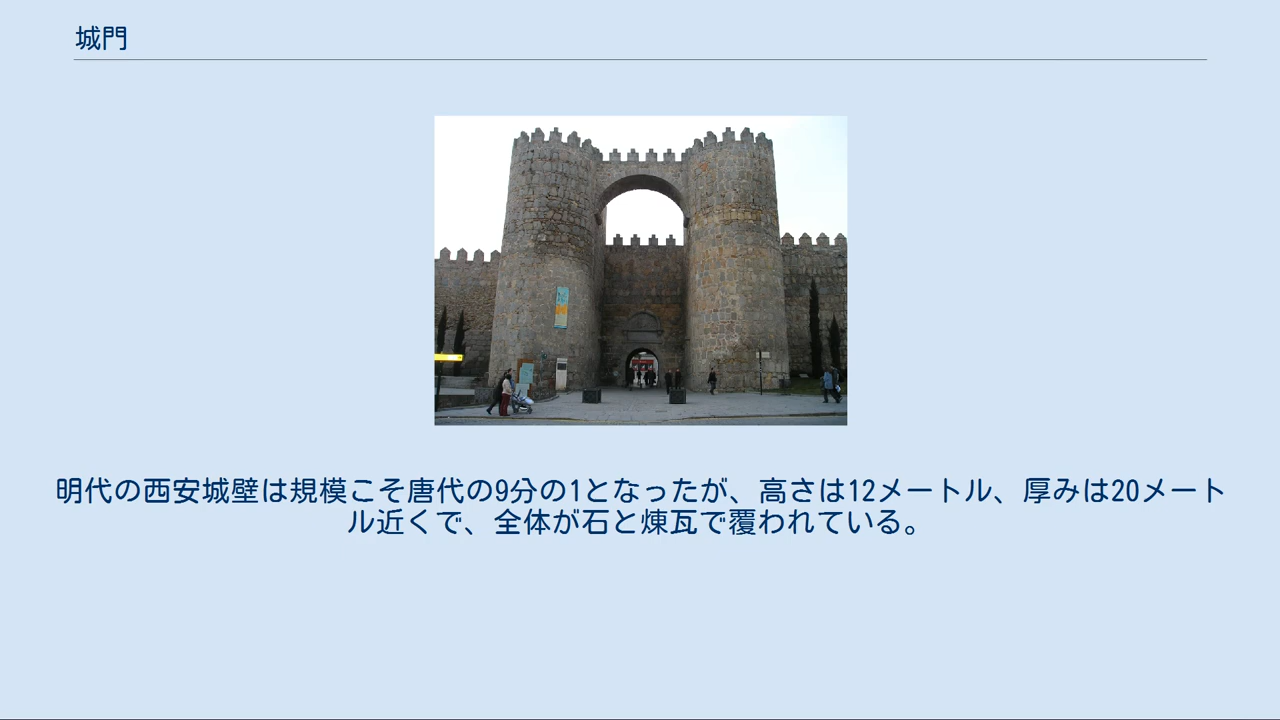 城門
明代の西安城壁は規模こそ唐代の9分の1となったが、高さは12メートル、厚みは20メート
ル近くで、全体が石と煉瓦で覆われている。